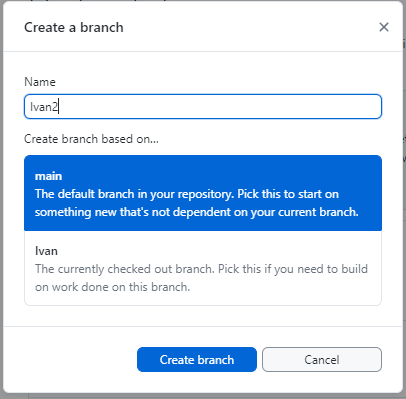 Create a branch
Name
Ivan2
Create branch based on...
main
The default branch in your repository. Pick this to start on
something new that's not dependent on your current branch.
Ivan
The currently checked out branch. Pick this if you need to build
on work done on this branch.
Create branch
Cancel